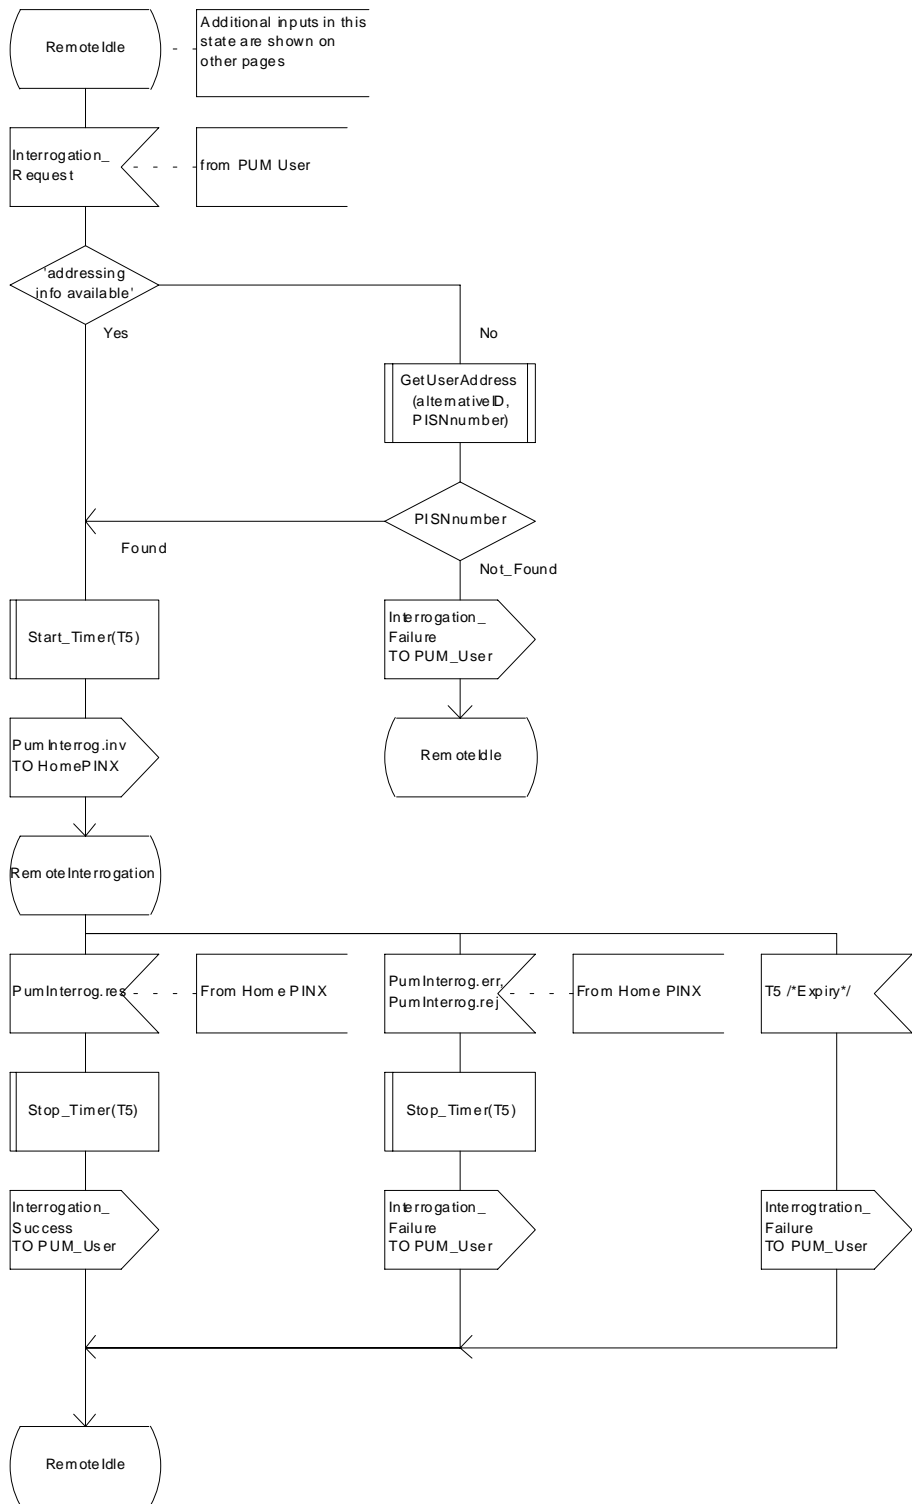 RemoteIdle
Additional inputs in this
state are shown on
other pages
Interrogation_
Request
from PUM User
'addressing
info available'
Yes
No
GetUserAddress
(alternativeID,
PISNnumber)
PISNnumber
Found
Not_Found
Start_Timer(T5)
Interrogation_
Failure
TO PUM_User
PumInterrog.inv
TO HomePINX
RemoteIdle
RemoteInterrogation
PumInterrog.res
From Home PINX
PumInterrog.err,
PumInterrog.rej
From Home PINX
T5 /*Expiry*/
Stop_Timer(T5)
Stop_Timer(T5)
Interrogation_
Success
TO PUM_User
Interrogation_
Failure
TO PUM_User
Interrogtration_
Failure
TO PUM_User
RemoteIdle